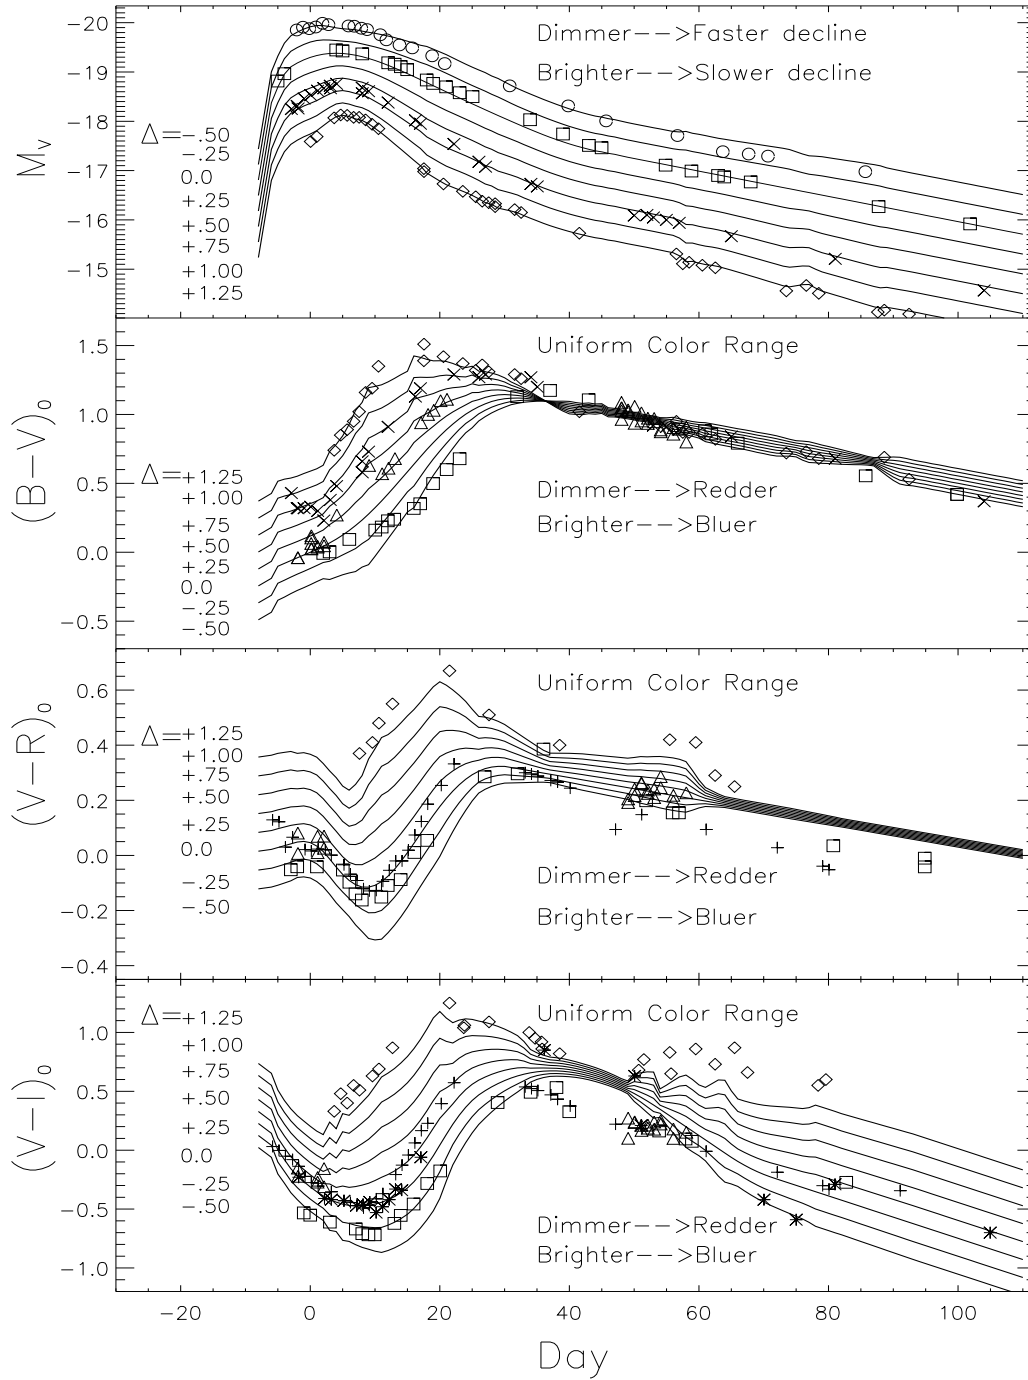 -20
-19
-18
-17
-16
-15
M_V
Dimmer-->Faster decline
Brighter-->Slower decline
Δ=-.50
-.25
0.0
+.25
+.50
+.75
+1.00
+1.25
1.5
1.0
0.5
0.0
-0.5
(B-V)_0
Uniform Color Range
Δ=+1.25
+1.00
+.75
+.50
+.25
0.0
-.25
-.50
Dimmer-->Redder
Brighter-->Bluer
0.6
0.4
0.2
0.0
-0.2
-0.4
(V-R)_0
Uniform Color Range
Δ=+1.25
+1.00
+.75
+.50
+.25
0.0
-.25
-.50
Dimmer-->Redder
Brighter-->Bluer
1.0
0.5
0.0
-0.5
-1.0
(V-I)_0
Uniform Color Range
Δ=+1.25
+1.00
+.75
+.50
+.25
0.0
-.25
-.50
Dimmer-->Redder
Brighter-->Bluer
-20 0 20 40 60 80 100
Day